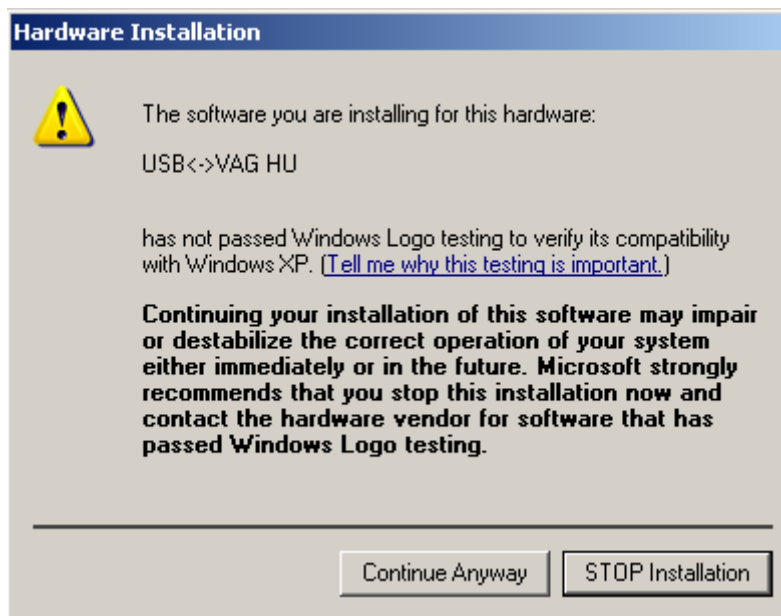 Hardware Installation
The software you are installing for this hardware:
USB<->VAG HU
has not passed Windows Logo testing to verify its compatibility
with Windows XP. (Tell me why this testing is important.)
Continuing your installation of this software may impair
or destabilize the correct operation of your system
either immediately or in the future. Microsoft strongly
recommends that you stop this installation now and
contact the hardware vendor for software that has
passed Windows Logo testing.
Continue Anyway
STOP Installation